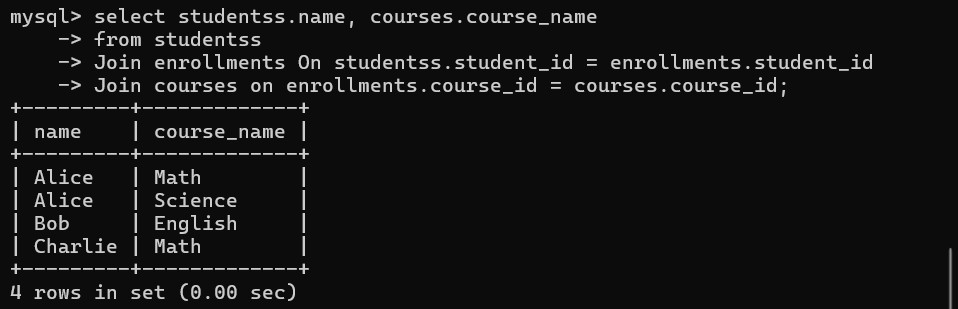 mysql> select studentss.name, courses.course_name
    -> from studentss
    -> Join enrollments On studentss.student_id = enrollments.student_id
    -> Join courses on enrollments.course_id = courses.course_id;
+---------+-------------+
| name    | course_name |
+---------+-------------+
| Alice   | Math        |
| Alice   | Science     |
| Bob     | English     |
| Charlie | Math        |
+---------+-------------+
4 rows in set (0.00 sec)